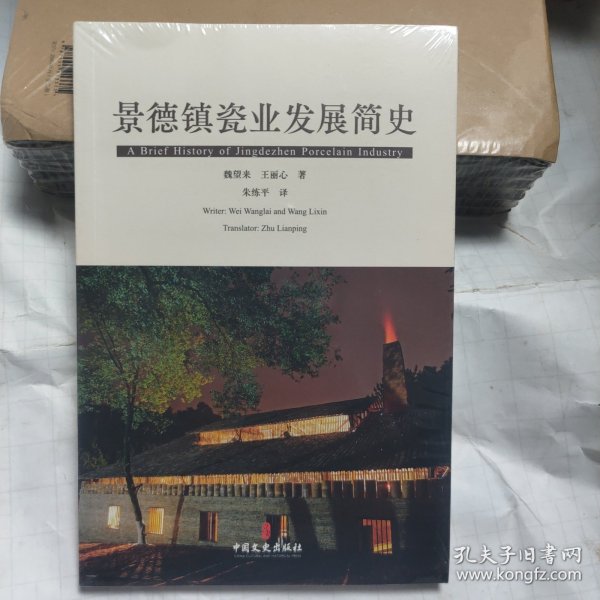 景德镇瓷业发展简史
A Brief History of Jingdezhen Porcelain Industry
魏望来 王丽心 著
朱练平 译
Writer: Wei Wanglai and Wang Lixin
Translator: Zhu Lianping
中国文史出版社
孔夫子旧书网
www.kongfz.com